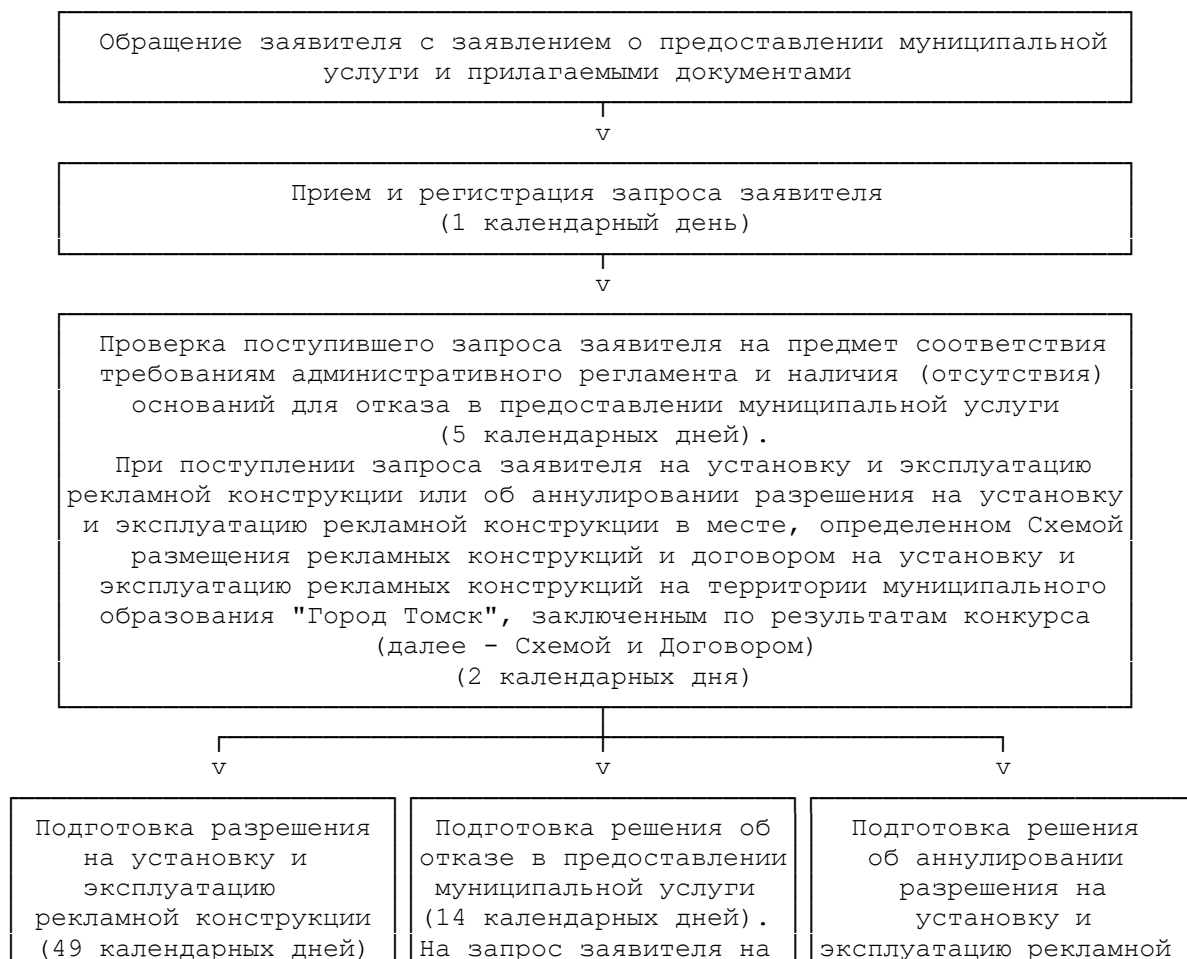 Обращение заявителя с заявлением о предоставлении муниципальной
услуги и прилагаемыми документами
v
Прием и регистрация запроса заявителя
(1 календарный день)
v
Проверка поступившего запроса заявителя на предмет соответствия
требованиям административного регламента и наличия (отсутствия)
оснований для отказа в предоставлении муниципальной услуги
(5 календарных дней).
При поступлении запроса заявителя на установку и эксплуатацию
рекламной конструкции или об аннулировании разрешения на установку
и эксплуатацию рекламной конструкции в месте, определенном Схемой
размещения рекламных конструкций и договором на установку и
эксплуатацию рекламных конструкций на территории муниципального
образования "Город Томск", заключенным по результатам конкурса
(далее - Схемой и Договором)
(2 календарных дня)
v v v
Подготовка разрешения
на установку и
эксплуатацию
рекламной конструкции
(49 календарных дней)
Подготовка решения об
отказе в предоставлении
муниципальной услуги
(14 календарных дней).
На запрос заявителя на
Подготовка решения
об аннулировании
разрешения на
установку и
эксплуатацию рекламной